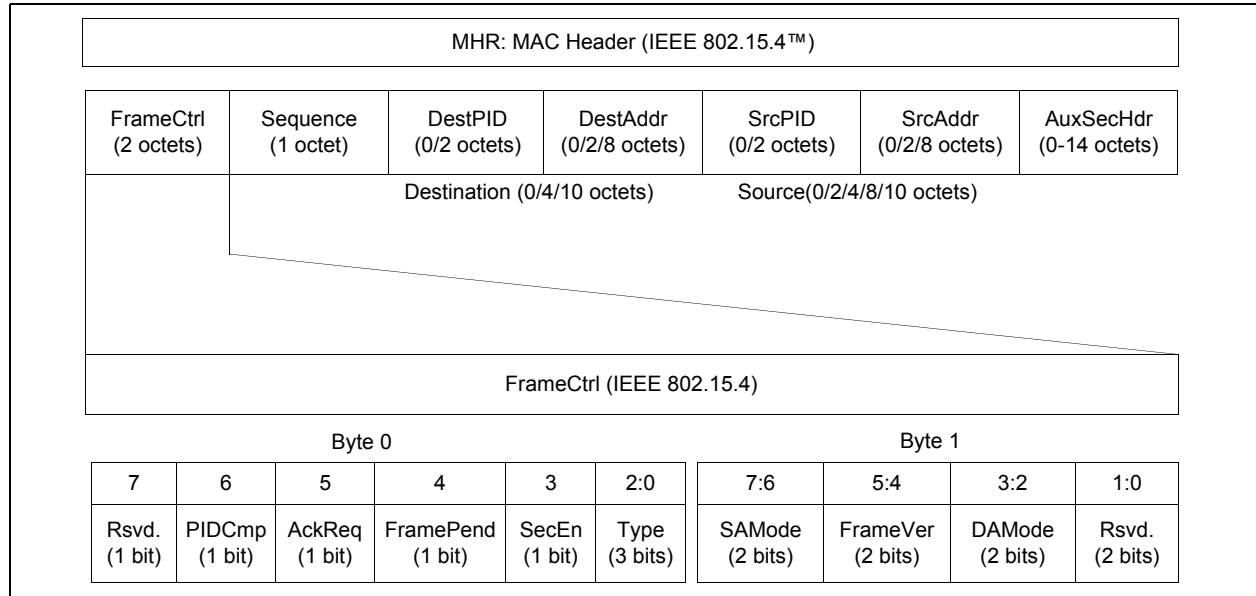 MHR: MAC Header (IEEE 802.15.4™)
FrameCtrl Sequence DestPID DestAddr SrcPID SrcAddr AuxSecHdr
(2 octets) (1 octet) (0/2 octets) (0/2/8 octets) (0/2 octets) (0/2/8 octets) (0-14 octets)
Destination (0/4/10 octets) Source(0/2/4/8/10 octets)
FrameCtrl (IEEE 802.15.4)
Byte 0 Byte 1
7 6 5 4 3 2:0 7:6 5:4 3:2 1:0
Rsvd. PIDCmp AckReq FramePend SecEn Type SAMode FrameVer DAMode Rsvd.
(1 bit) (1 bit) (1 bit) (1 bit) (1 bit) (3 bits) (2 bits) (2 bits) (2 bits) (2 bits)